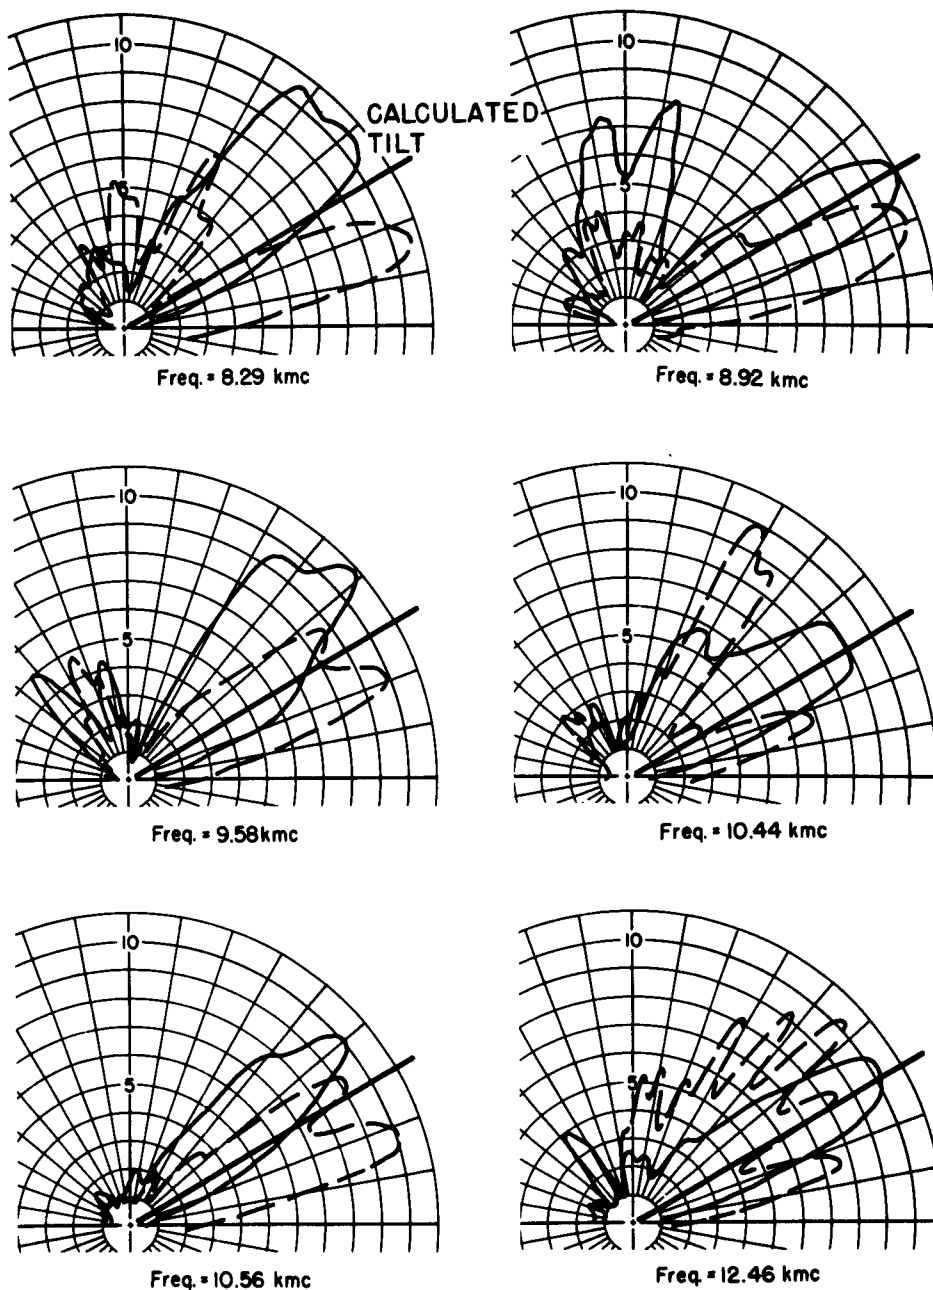 10
5
CALCULATED
TILT
Freq. = 8.29 kmc
10
5
Freq. = 8.92 kmc
10
5
Freq. = 9.58 kmc
10
5
Freq. = 10.44 kmc
10
5
Freq. = 10.56 kmc
10
5
Freq. = 12.46 kmc